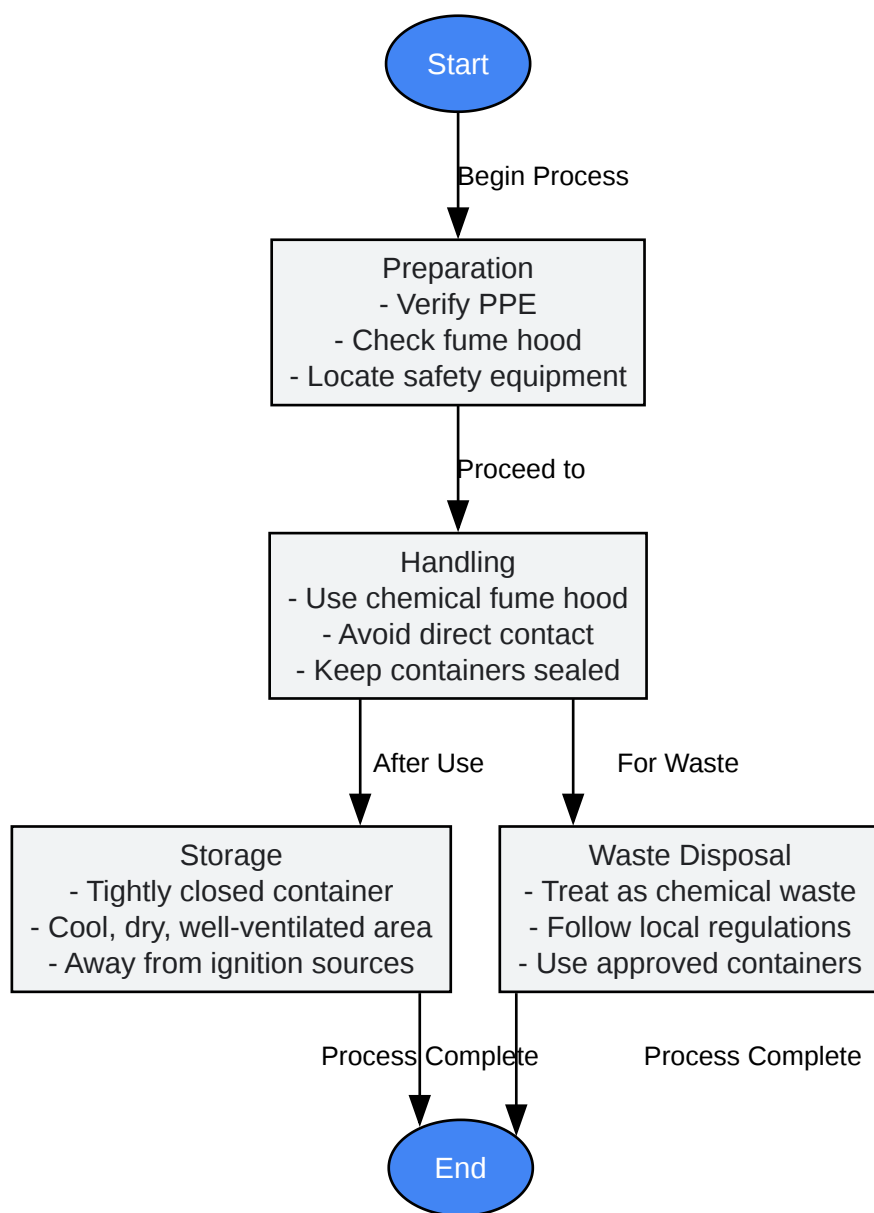 Start
Begin Process
Preparation
- Verify PPE
- Check fume hood
- Locate safety equipment
Proceed to
Handling
- Use chemical fume hood
- Avoid direct contact
- Keep containers sealed
After Use
For Waste
Storage
- Tightly closed container
- Cool, dry, well-ventilated area
- Away from ignition sources
Waste Disposal
- Treat as chemical waste
- Follow local regulations
- Use approved containers
Process Complete
Process Complete
End